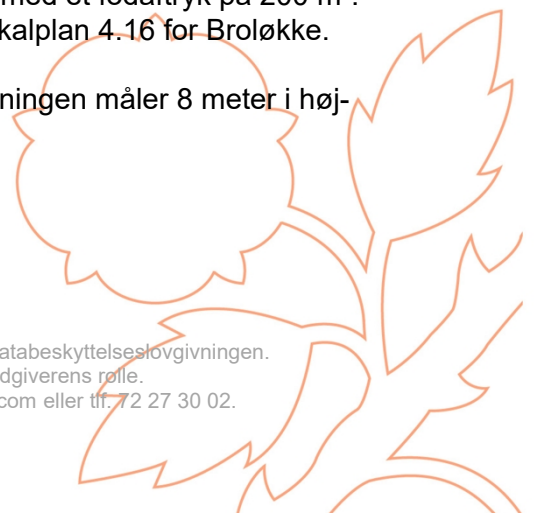 med et fodaftryk på 200 m².
kalplan 4.16 for Broløkke.
ningen måler 8 meter i høj-
atabeskyttelseslovgivningen.
dgiverens rolle.
com eller tlf. 72 27 30 02.